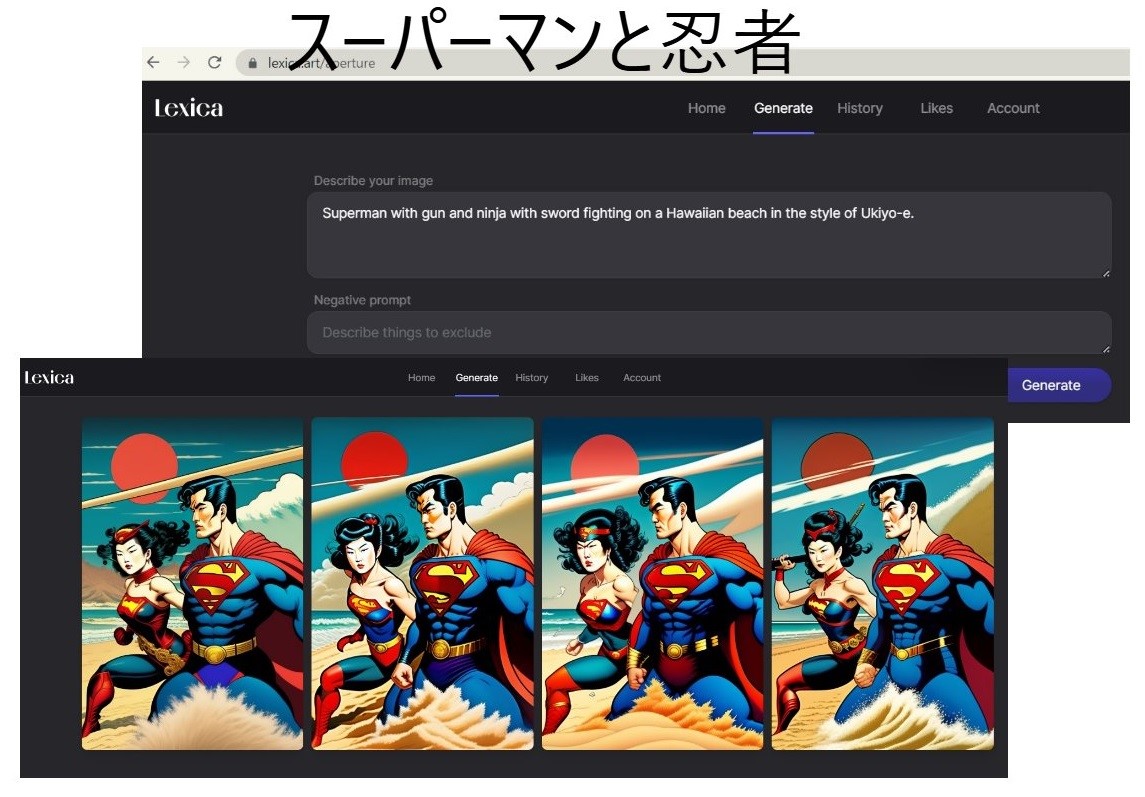 スーパーマンと忍者
lexica.art/aperture
Lexica Home Generate History Likes Account
Describe your image
Superman with gun and ninja with sword fighting on a Hawaiian beach in the style of Ukiyo-e.
Negative prompt
Describe things to exclude
Generate
Lexica Home Generate History Likes Account